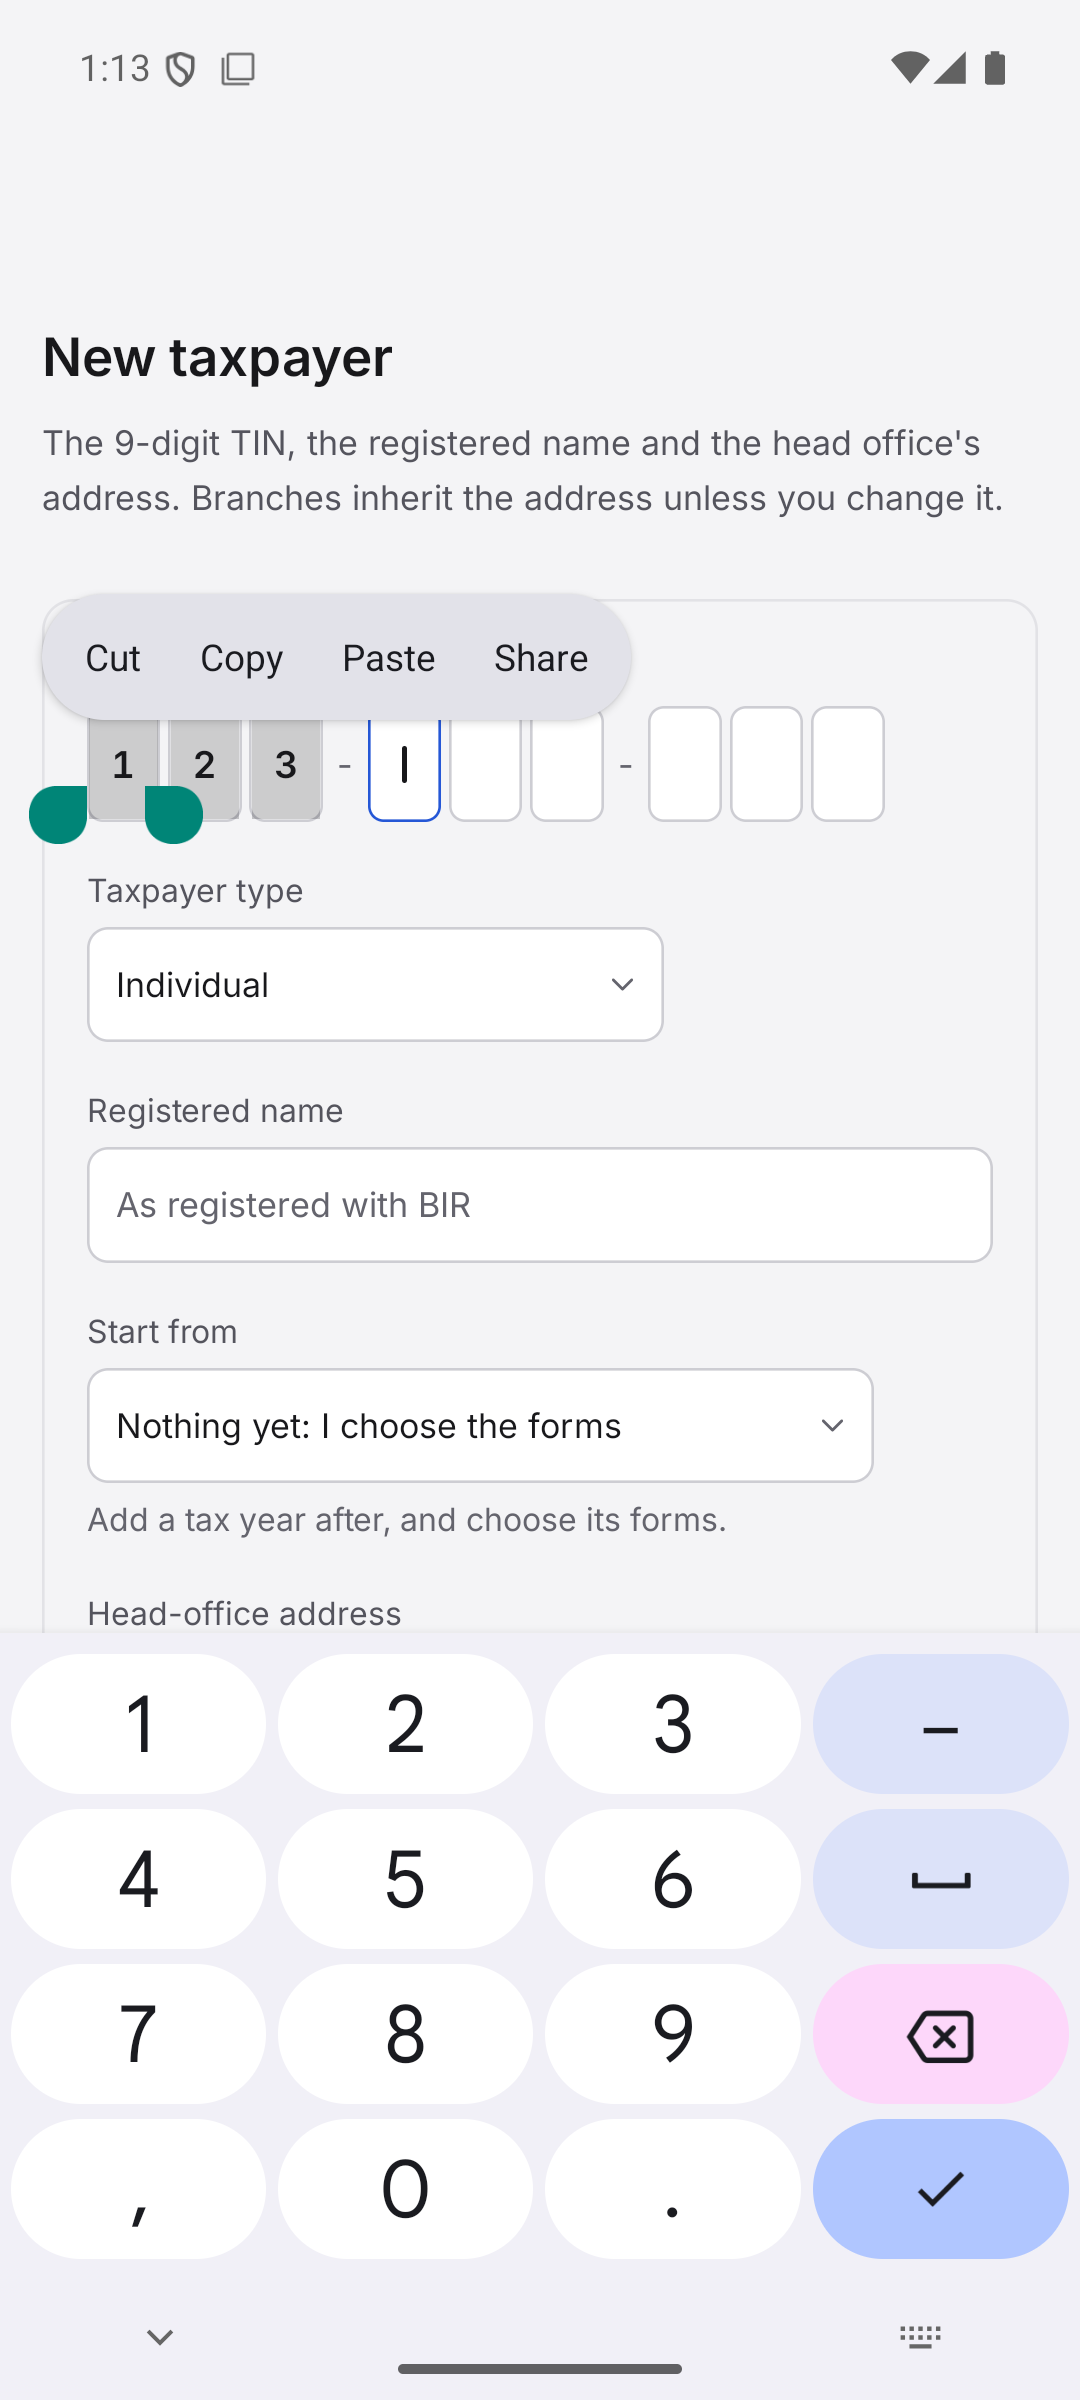 1:13
New taxpayer
The 9-digit TIN, the registered name and the head office's
address. Branches inherit the address unless you change it.
Cut Copy Paste Share
1 2 3 - -
Taxpayer type
Individual
Registered name
As registered with BIR
Start from
Nothing yet: I choose the forms
Add a tax year after, and choose its forms.
Head-office address
1 2 3 –
4 5 6
7 8 9
, 0 .